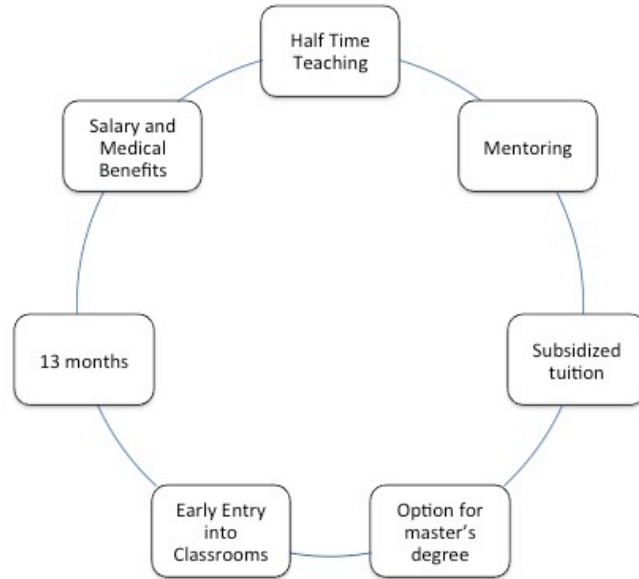 Half Time
Teaching
Mentoring
Subsidized
tuition
Option for
master's
degree
Early Entry
into
Classrooms
13 months
Salary and
Medical
Benefits